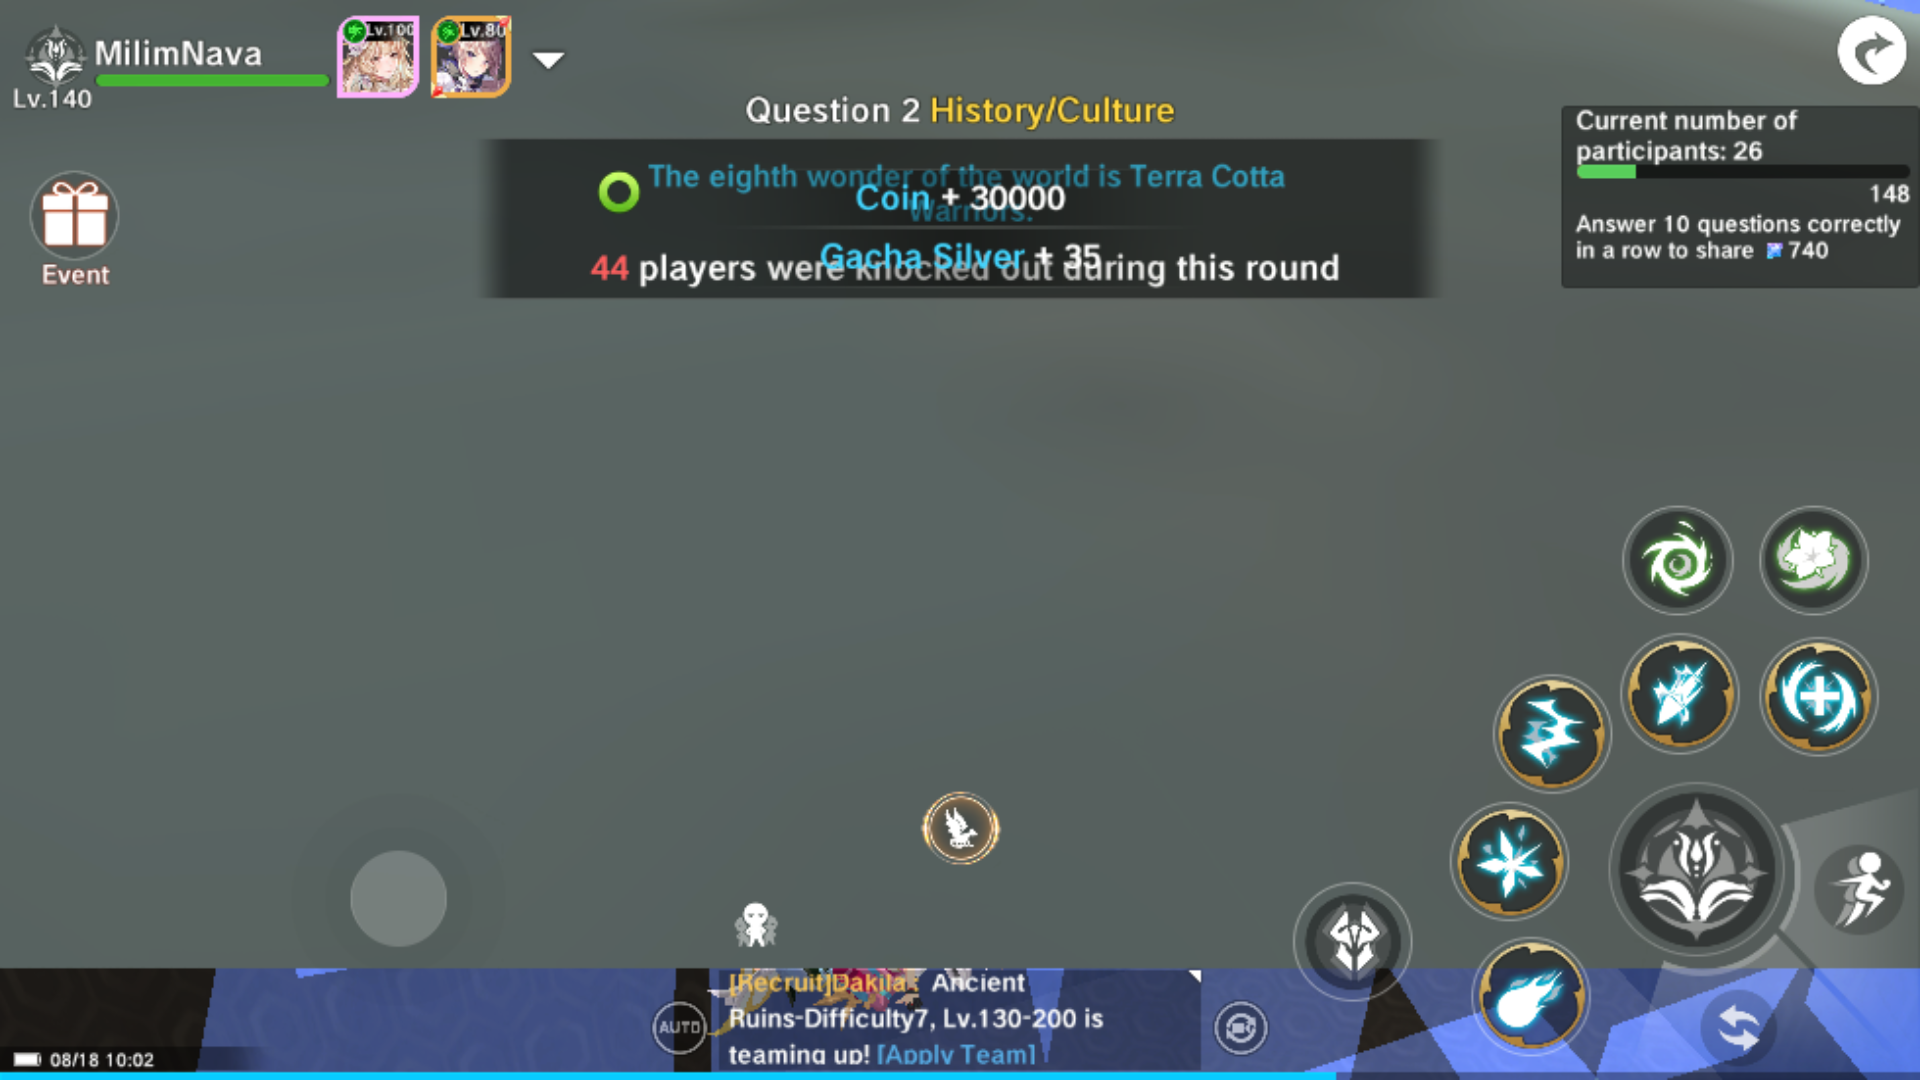 MilimNava
Lv.140
Lv.100
Lv.80
Event
Question 2 History/Culture
The eighth wonder of the world is Terra Cotta
Warriors.
Coin + 30000
Gacha Silver + 35
44 players were knocked out during this round
Current number of
participants: 26
148
Answer 10 questions correctly
in a row to share 740
AUTO
[Recruit]Dakila: Ancient
Ruins-Difficulty7, Lv.130-200 is
teaming up! [Apply Team]
08/18 10:02